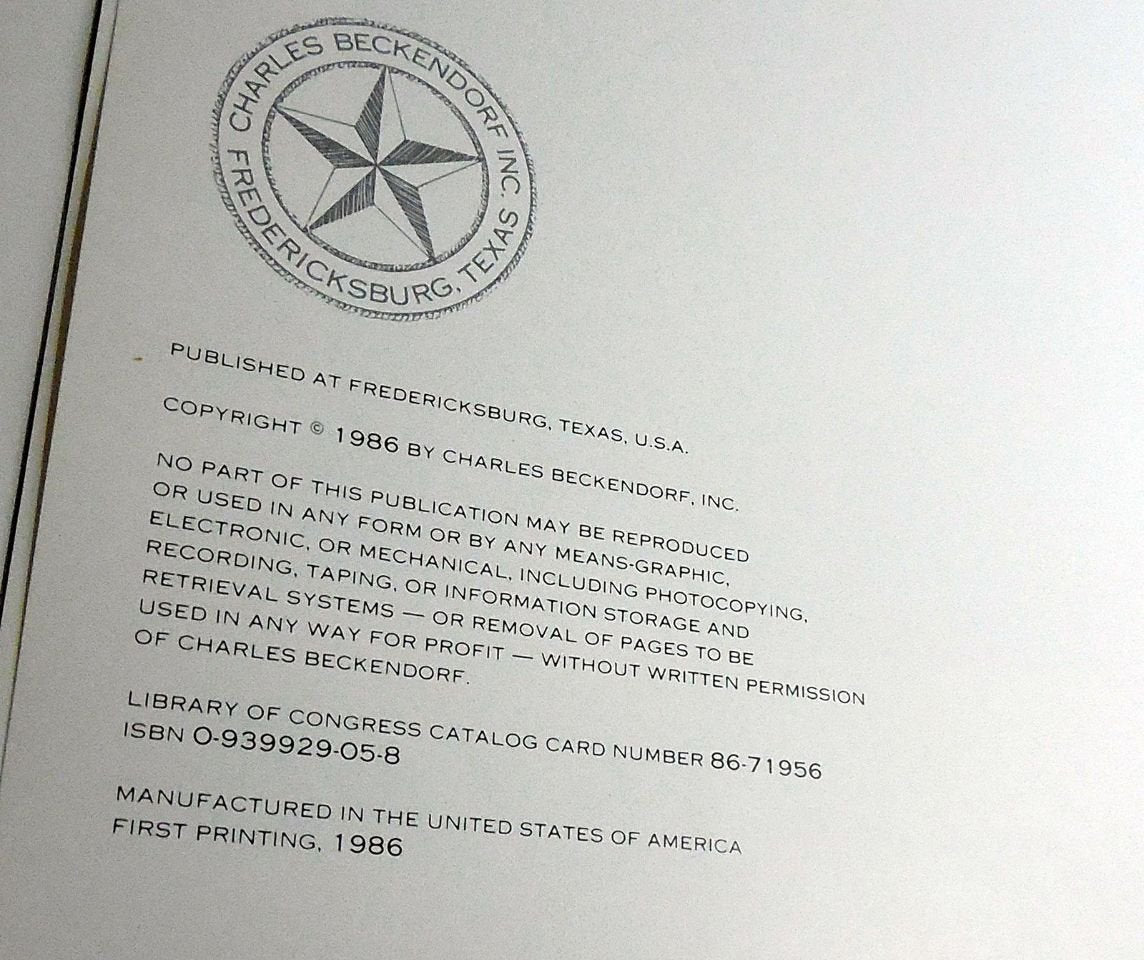 CHARLES BECKENDORF INC.
FREDERICKSBURG, TEXAS
PUBLISHED AT FREDERICKSBURG, TEXAS, U.S.A.
COPYRIGHT © 1986 BY CHARLES BECKENDORF, INC.
NO PART OF THIS PUBLICATION MAY BE REPRODUCED
OR USED IN ANY FORM OR BY ANY MEANS-GRAPHIC,
ELECTRONIC, OR MECHANICAL, INCLUDING PHOTOCOPYING,
RECORDING, TAPING, OR INFORMATION STORAGE AND
RETRIEVAL SYSTEMS — OR REMOVAL OF PAGES TO BE
USED IN ANY WAY FOR PROFIT — WITHOUT WRITTEN PERMISSION
OF CHARLES BECKENDORF.
LIBRARY OF CONGRESS CATALOG CARD NUMBER 86-71956
ISBN 0-939929-05-8
MANUFACTURED IN THE UNITED STATES OF AMERICA
FIRST PRINTING, 1986